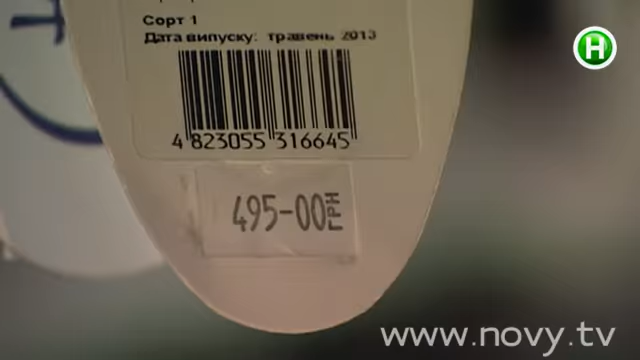 Сорт 1
Дата випуску: травень 2013
4 823055 316645
495-00 ГРН
Н
www.novy.tv